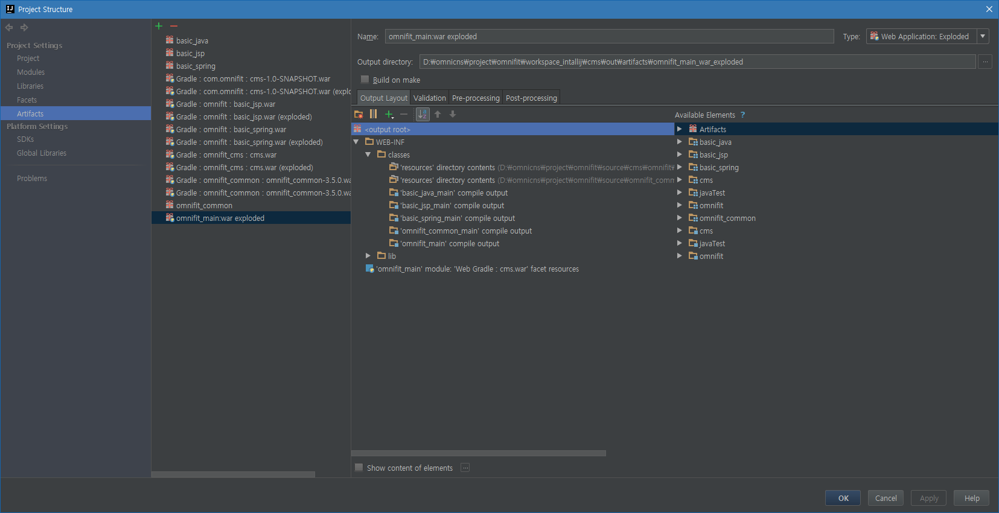 Project Structure
Project Settings
Project
Modules
Libraries
Facets
Artifacts
Platform Settings
SDKs
Global Libraries
Problems
basic_java
basic_jsp
basic_spring
Gradle : com.omnifit : cms-1.0-SNAPSHOT.war
Gradle : com.omnifit : cms-1.0-SNAPSHOT.war (explo
Gradle : omnifit : basic_jsp.war
Gradle : omnifit : basic_jsp.war (exploded)
Gradle : omnifit : basic_spring.war
Gradle : omnifit : basic_spring.war (exploded)
Gradle : omnifit_cms : cms.war
Gradle : omnifit_cms : cms.war (exploded)
Gradle : omnifit_common : omnifit_common-3.5.0.wa
Gradle : omnifit_common : omnifit_common-3.5.0.wa
omnifit_common
omnifit_main:war exploded
Name: omnifit_main:war exploded
Type: Web Application: Exploded
Output directory: D:₩omnicns₩project₩omnifit₩workspace_intallij₩cms₩out₩artifacts₩omnifit_main_war_exploded
...
Build on make
Output Layout Validation Pre-processing Post-processing
<output root>
WEB-INF
classes
'resources' directory contents (D:₩omnicns₩project₩omnifit₩source₩cms₩omnifit₩
'resources' directory contents (D:₩omnicns₩project₩omnifit₩source₩omnifit_comn
'basic_java_main' compile output
'basic_jsp_main' compile output
'basic_spring_main' compile output
'omnifit_common_main' compile output
'omnifit_main' compile output
lib
'omnifit_main' module: 'Web Gradle : cms.war' facet resources
Available Elements ?
Artifacts
basic_java
basic_jsp
basic_spring
cms
javaTest
omnifit
omnifit_common
cms
javaTest
omnifit
Show content of elements ...
OK Cancel Apply Help